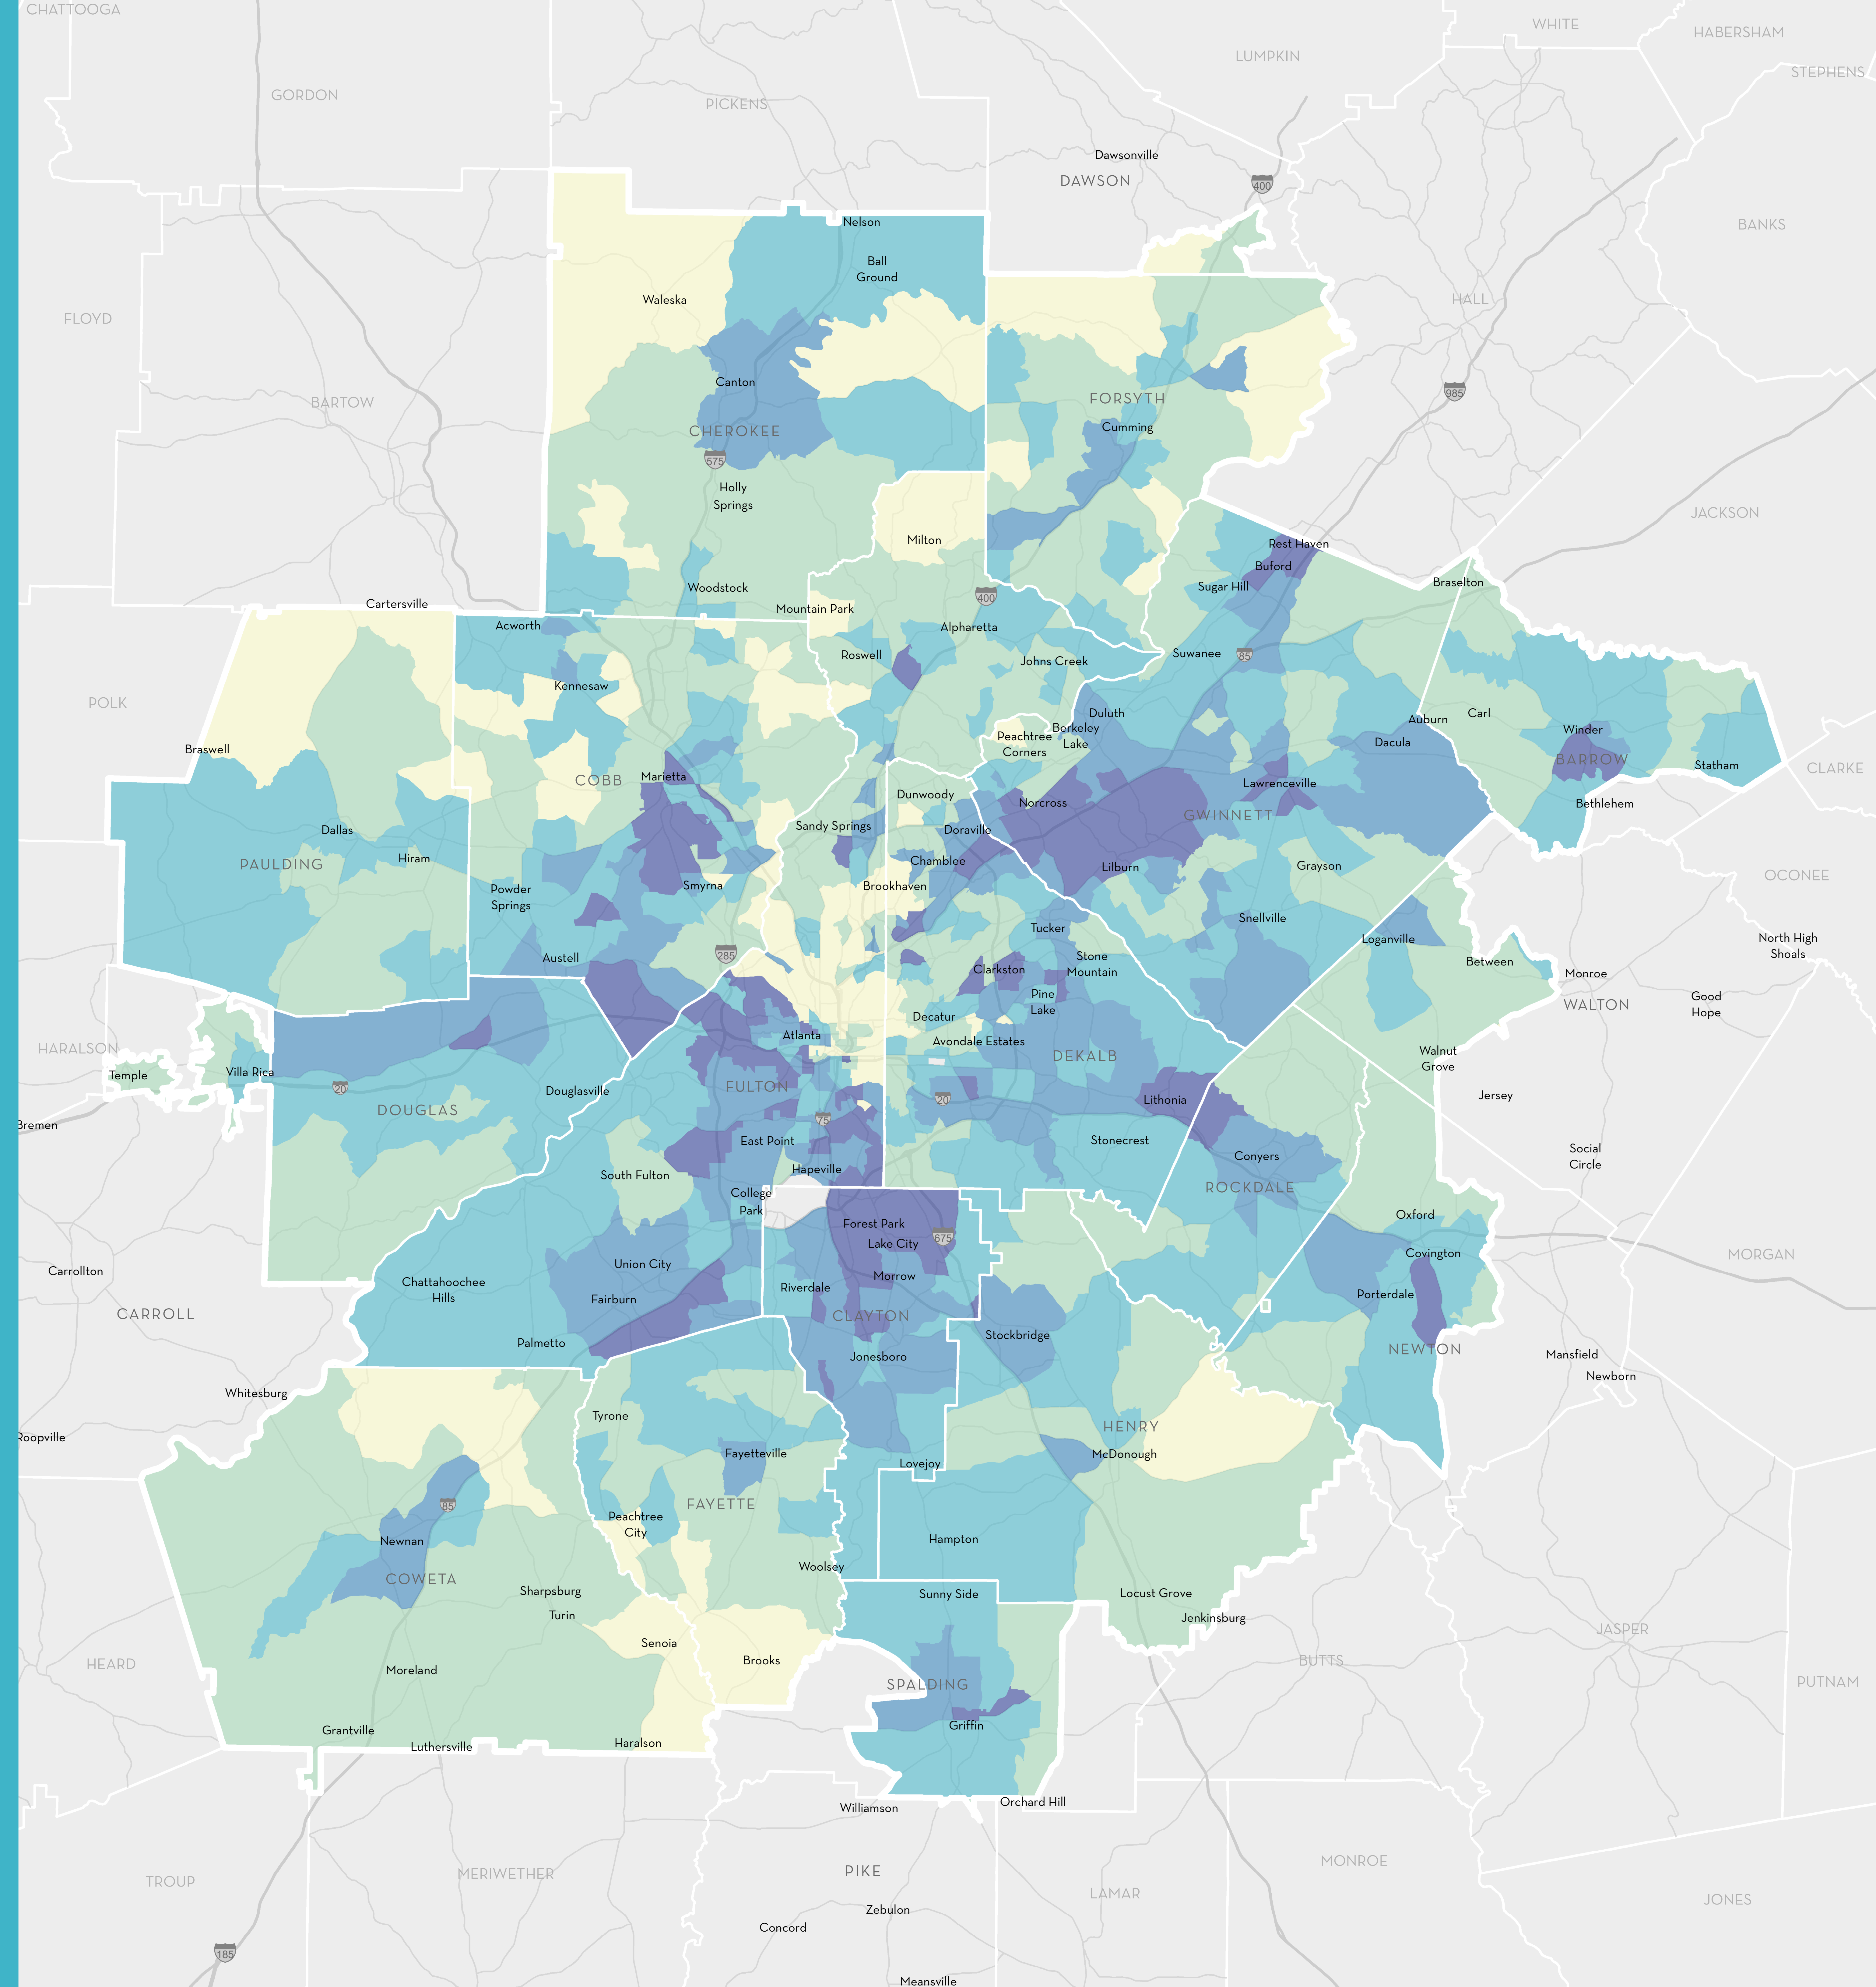 CHATTOOGA
WHITE
HABERSHAM
LUMPKIN
STEPHENS
GORDON
PICKENS
Dawsonville
DAWSON
400
Nelson
BANKS
Ball
Ground
Waleska
HALL
FLOYD
Canton
985
BARTOW
FORSYTH
Cumming
CHEROKEE
575
Holly
Springs
JACKSON
Milton
Rest Haven
Buford
Braselton
Woodstock
Sugar Hill
400
Cartersville
Mountain Park
Acworth
Alpharetta
Roswell
Johns Creek
Suwanee
85
Kennesaw
POLK
Duluth
Carl
Auburn
Berkeley
Lake
Winder
Peachtree
Corners
Dacula
Braswell
BARROW
Statham
CLARKE
COBB
Marietta
Lawrenceville
Dunwoody
Norcross
Bethlehem
GWINNETT
Dallas
Sandy Springs
Doraville
Hiram
PAULDING
Chamblee
Lilburn
Grayson
OCONEE
Powder
Springs
Smyrna
Brookhaven
Snellville
Tucker
Loganville
North High
Shoals
285
Austell
Stone
Mountain
Between
Clarkston
Monroe
Pine
Lake
WALTON
Good
Hope
Decatur
Atlanta
Avondale Estates
HARALSON
DEKALB
Walnut
Grove
Temple
Villa Rica
20
FULTON
Douglasville
Lithonia
Jersey
20
DOUGLAS
75
Bremen
East Point
Stonecrest
Social
Circle
Conyers
Hapeville
South Fulton
ROCKDALE
College
Park
Oxford
Forest Park
Lake City
675
Covington
MORGAN
Carrollton
Union City
Morrow
Chattahoochee
Hills
Riverdale
Porterdale
Fairburn
CARROLL
CLAYTON
Stockbridge
Palmetto
NEWTON
Jonesboro
Mansfield
Newborn
Whitesburg
Tyrone
HENRY
Roopville
Fayetteville
McDonough
Lovejoy
85
FAYETTE
Peachtree
City
Newnan
Hampton
Woolsey
COWETA
Sharpsburg
Sunny Side
Locust Grove
Turin
Jenkinsburg
JASPER
Senoia
Brooks
HEARD
Moreland
BUTTS
SPALDING
PUTNAM
Griffin
Grantville
Luthersville
Haralson
Williamson
Orchard Hill
MONROE
PIKE
MERIWETHER
TROUP
LAMAR
JONES
Zebulon
Concord
185
Meansville